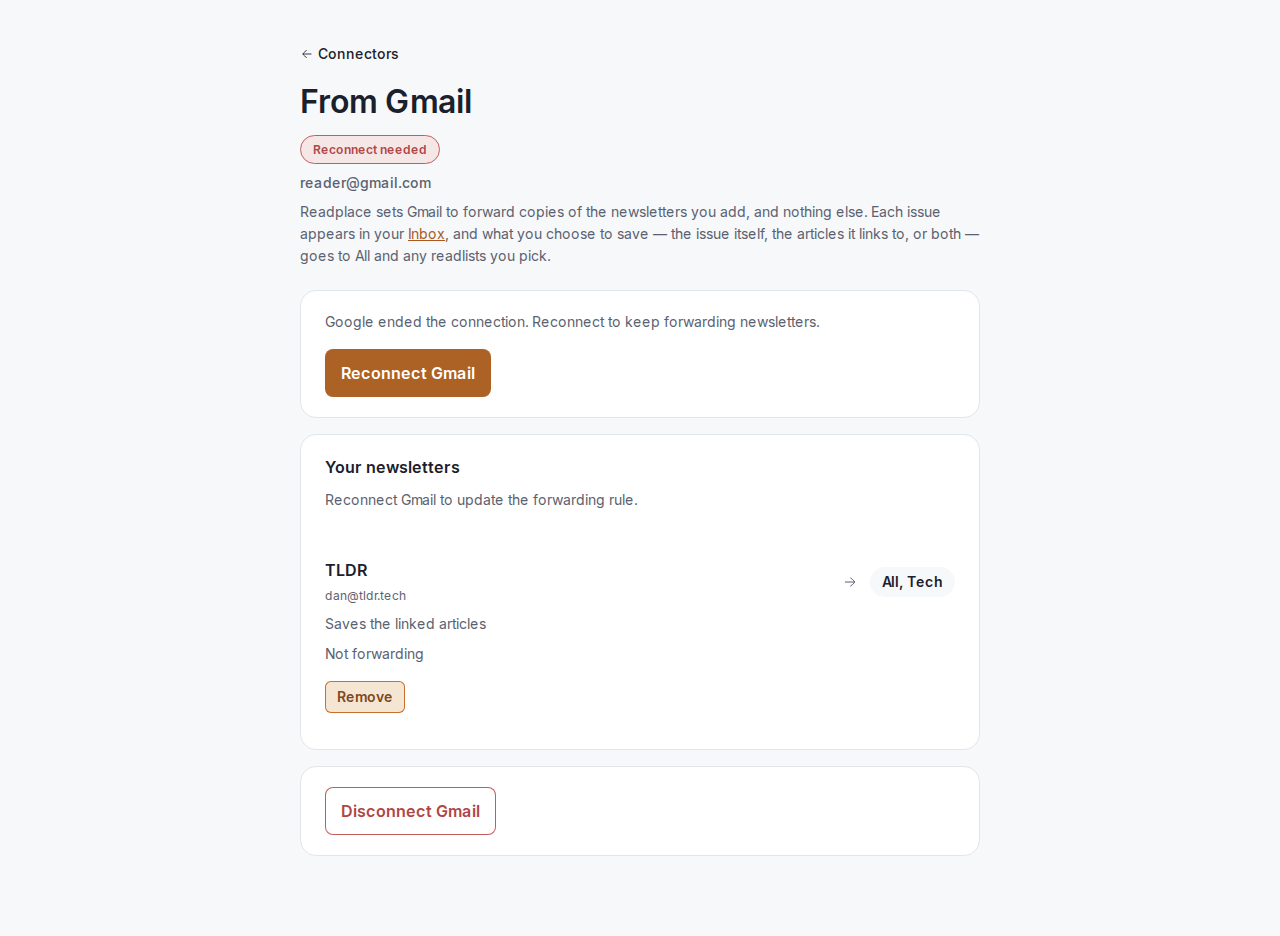 ← Connectors
From Gmail
Reconnect needed
reader@gmail.com
Readplace sets Gmail to forward copies of the newsletters you add, and nothing else. Each issue
appears in your Inbox, and what you choose to save — the issue itself, the articles it links to, or both —
goes to All and any readlists you pick.
Google ended the connection. Reconnect to keep forwarding newsletters.
Reconnect Gmail
Your newsletters
Reconnect Gmail to update the forwarding rule.
TLDR
→ All, Tech
dan@tldr.tech
Saves the linked articles
Not forwarding
Remove
Disconnect Gmail